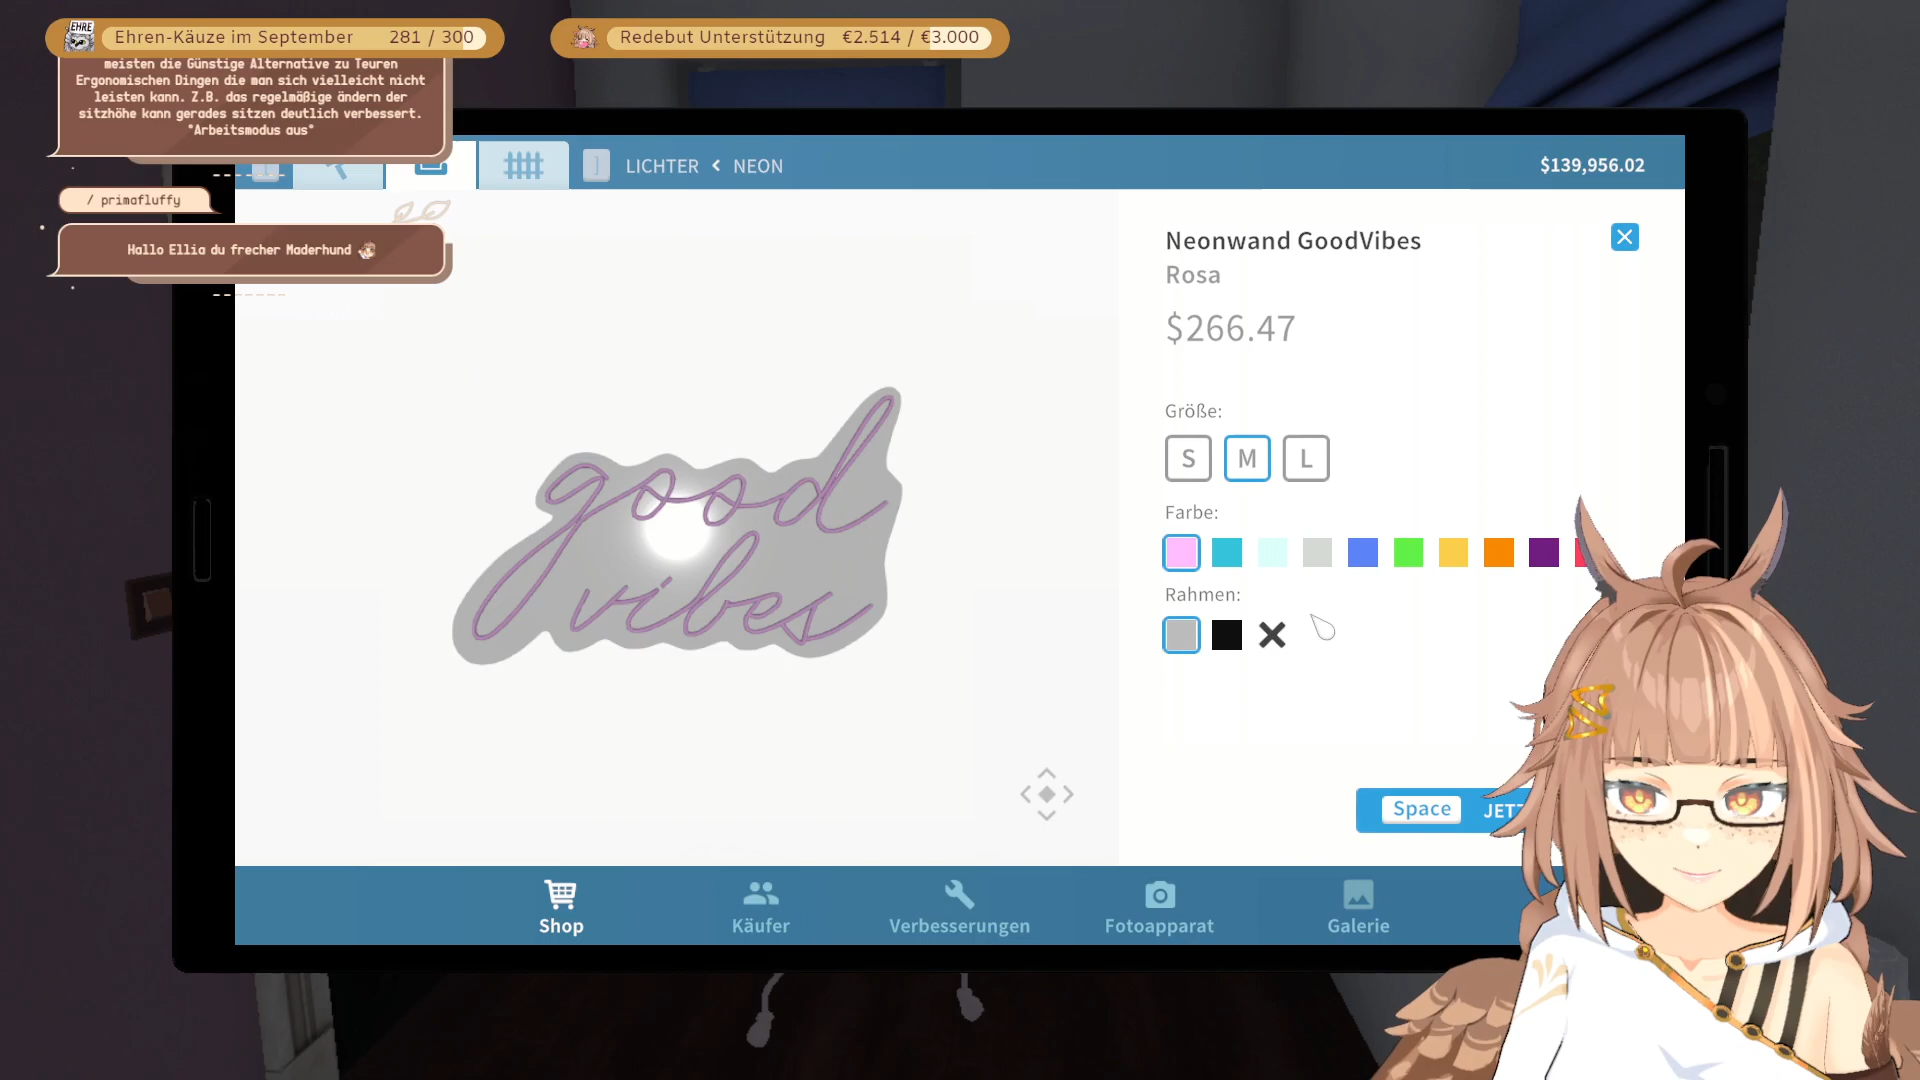 EHRE
Ehren-Käuze im September 281 / 300
Redebut Unterstützung €2.514 / €3.000
meisten die Günstige Alternative zu Teuren
Ergonomischen Dingen die man sich vielleicht nicht
leisten kann. Z.B. das regelmäßige ändern der
sitzhöhe kann gerades sitzen deutlich verbessert.
*Arbeitsmodus aus*
/ primafluffy
Hallo Ellia du frecher Maderhund
] LICHTER < NEON
$139,956.02
Neonwand GoodVibes
Rosa
$266.47
Größe:
S M L
Farbe:
Rahmen:
good
vibes
Space JETZ
Shop
Käufer
Verbesserungen
Fotoapparat
Galerie